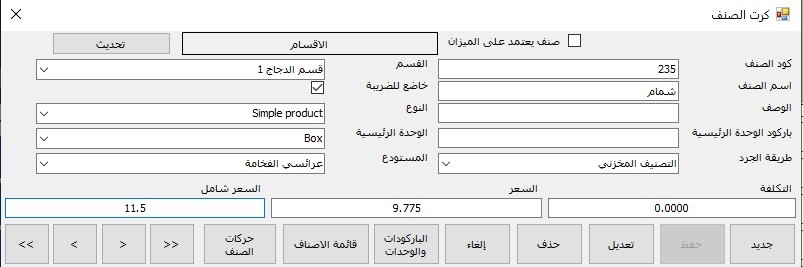 كرت الصنف
صنف يعتمد على الميزان الاقسام تحديث
كود الصنف 235 القسم قسم الدجاج 1
اسم الصنف شمام خاضع للضريبة
الوصف النوع Simple product
باركود الوحدة الرئيسية الوحدة الرئيسية Box
طريقة الجرد التصنيف المخزني المستودع عرائسي الفخامة
التكلفة السعر السعر شامل
0.0000 9.775 11.5
جديد حفظ تعديل حذف إلغاء الباركودات والوحدات قائمة الاصناف حركات الصنف >> > < <<